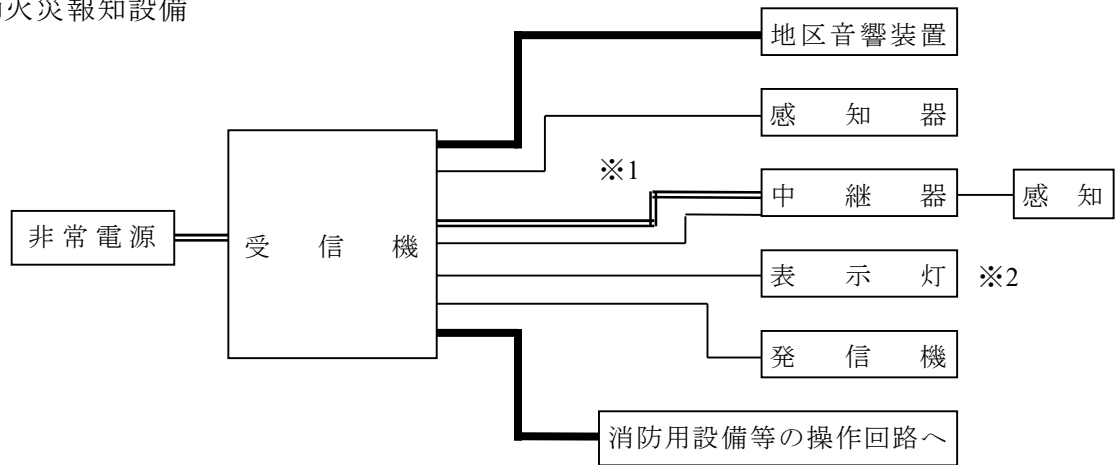 火災報知設備
地区音響装置
感知器
※1
中継器
感知
非常電源
受信機
表示灯
※2
発信機
消防用設備等の操作回路へ